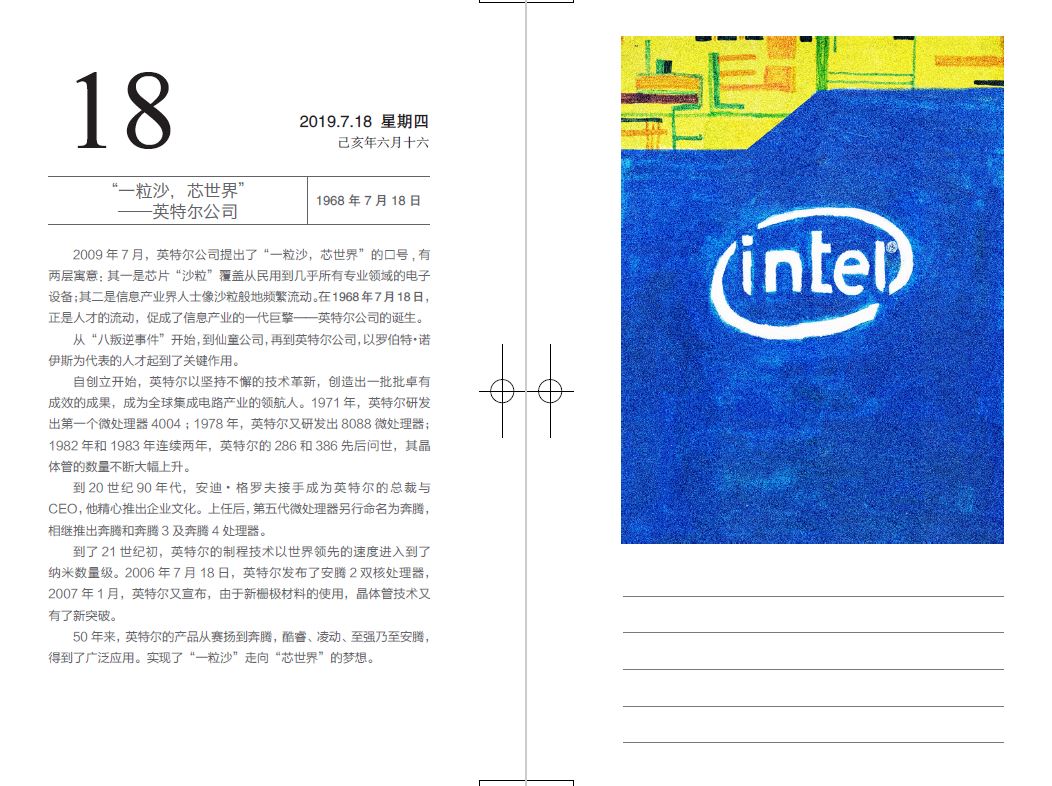 18
2019.7.18 星期四
己亥年六月十六
“一粒沙，芯世界”
——英特尔公司
1968 年 7 月 18 日
2009 年 7 月，英特尔公司提出了“一粒沙，芯世界”的口号，有
两层寓意：其一是芯片“沙粒”覆盖从民用到几乎所有专业领域的电子
设备；其二是信息产业界人士像沙粒般地频繁流动。在1968年7月18日，
正是人才的流动，促成了信息产业的一代巨擎——英特尔公司的诞生。
从“八叛逆事件”开始，到仙童公司，再到英特尔公司，以罗伯特·诺
伊斯为代表的人才起到了关键作用。
自创立开始，英特尔以坚持不懈的技术革新，创造出一批批卓有
成效的成果，成为全球集成电路产业的领航人。1971 年，英特尔研发
出第一个微处理器 4004；1978 年，英特尔又研发出 8088 微处理器；
1982 年和 1983 年连续两年，英特尔的 286 和 386 先后问世，其晶
体管的数量不断大幅上升。
到 20 世纪 90 年代，安迪·格罗夫接手成为英特尔的总裁与
CEO，他精心推出企业文化。上任后，第五代微处理器另行命名为奔腾，
相继推出奔腾和奔腾 3 及奔腾 4 处理器。
到了 21 世纪初，英特尔的制程技术以世界领先的速度进入到了
纳米数量级。2006 年 7 月 18 日，英特尔发布了安腾 2 双核处理器，
2007 年 1 月，英特尔又宣布，由于新栅极材料的使用，晶体管技术又
有了新突破。
50 年来，英特尔的产品从赛扬到奔腾，酷睿、凌动、至强乃至安腾，
得到了广泛应用。实现了“一粒沙”走向“芯世界”的梦想。
intel®